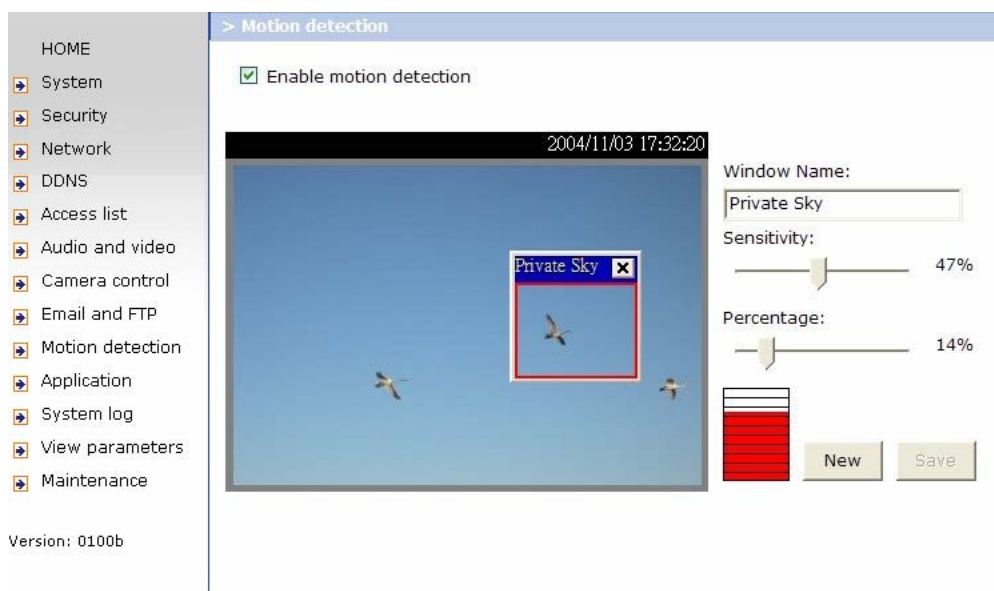 > Motion detection
HOME
System
Security
Network
DDNS
Access list
Audio and video
Camera control
Email and FTP
Motion detection
Application
System log
View parameters
Maintenance
Version: 0100b
Enable motion detection
2004/11/03 17:32:20
Private Sky
Window Name:
Private Sky
Sensitivity:
47%
Percentage:
14%
New
Save